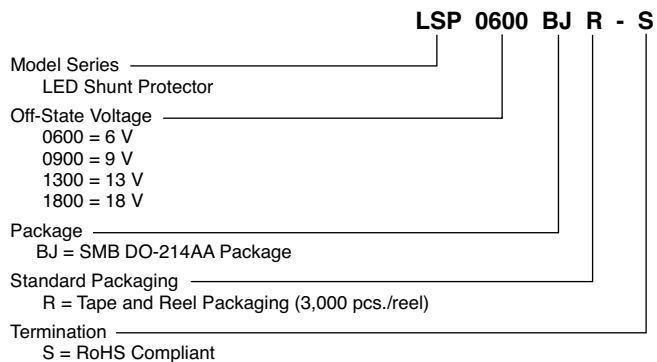 LSP 0600 BJ R - S
Model Series
LED Shunt Protector
Off-State Voltage
0600 = 6 V
0900 = 9 V
1300 = 13 V
1800 = 18 V
Package
BJ = SMB DO-214AA Package
Standard Packaging
R = Tape and Reel Packaging (3,000 pcs./reel)
Termination
S = RoHS Compliant